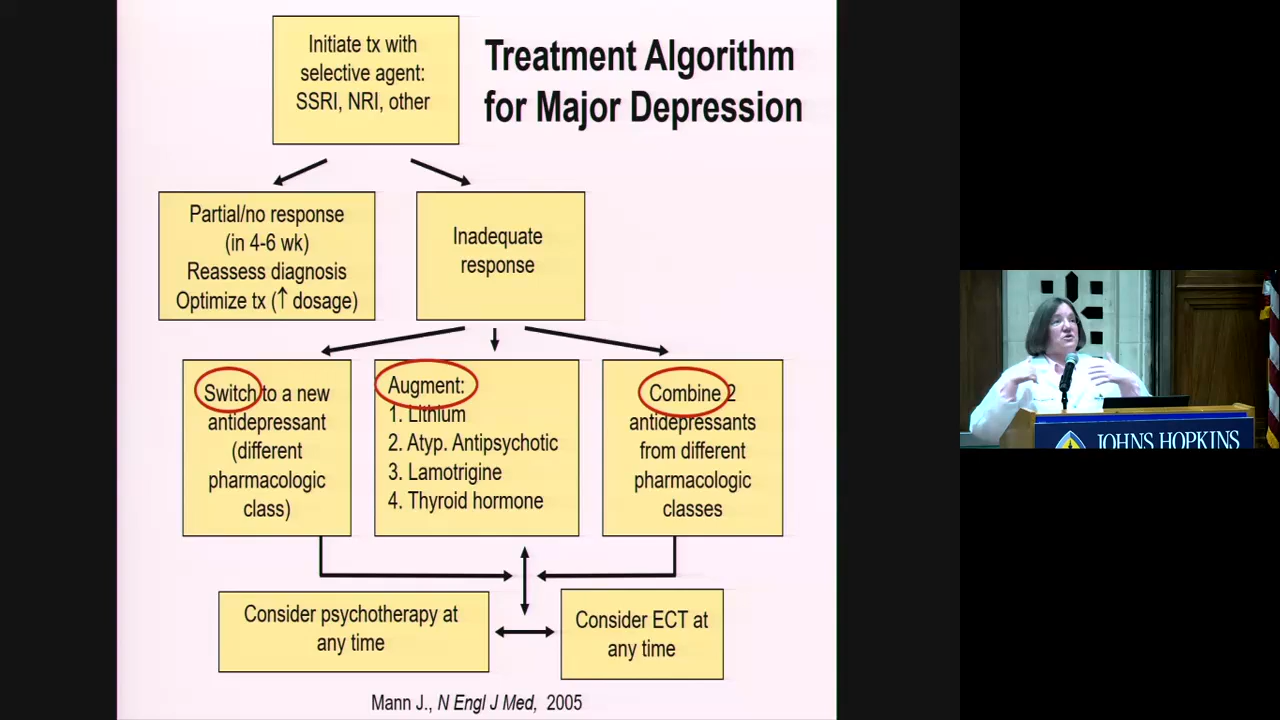 Initiate tx with
selective agent:
SSRI, NRI, other
Treatment Algorithm
for Major Depression
Partial/no response
(in 4-6 wk)
Reassess diagnosis
Optimize tx (↑ dosage)
Inadequate
response
Switch to a new
antidepressant
(different
pharmacologic
class)
Augment:
1. Lithium
2. Atyp. Antipsychotic
3. Lamotrigine
4. Thyroid hormone
Combine 2
antidepressants
from different
pharmacologic
classes
Consider psychotherapy at
any time
Consider ECT at
any time
Mann J., N Engl J Med, 2005
JOHNS HOPKINS